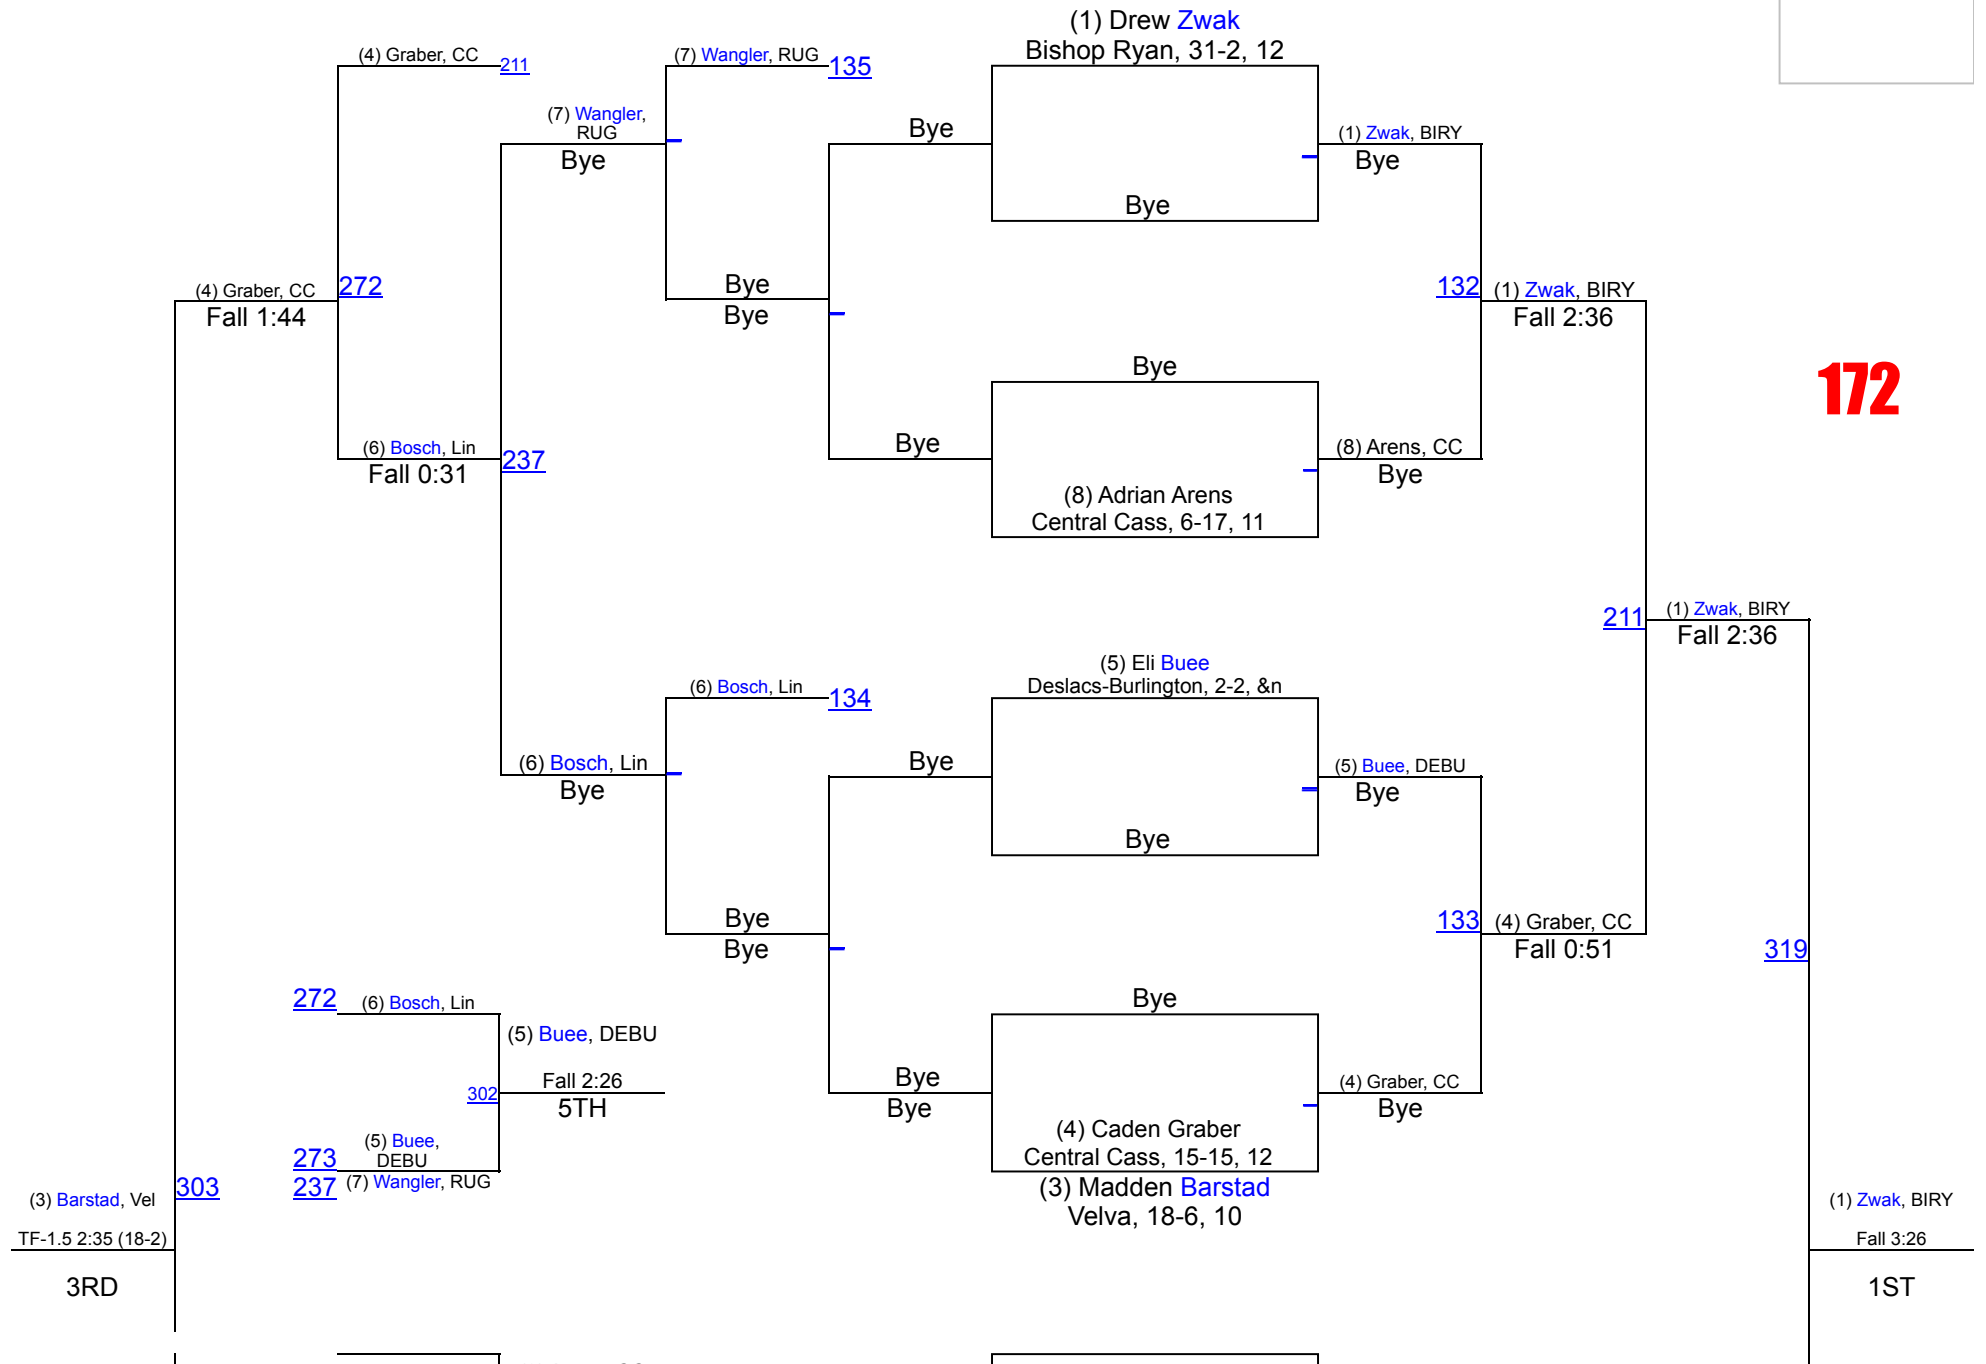 (1) Drew Zwak
Bishop Ryan, 31-2, 12
(4) Graber, CC
211
(7) Wangler, RUG
135
(7) Wangler,
RUG
Bye
Bye
(1) Zwak, BIRY
Bye
Bye
(4) Graber, CC
Fall 1:44
272
Bye
Bye
132
(1) Zwak, BIRY
Fall 2:36
172
Bye
(6) Bosch, Lin
Fall 0:31
237
Bye
(8) Arens, CC
Bye
(8) Adrian Arens
Central Cass, 6-17, 11
211
(1) Zwak, BIRY
Fall 2:36
(6) Bosch, Lin
134
(5) Eli Buee
Deslacs-Burlington, 2-2, &n
(6) Bosch, Lin
Bye
Bye
(5) Buee, DEBU
Bye
Bye
Bye
Bye
133
(4) Graber, CC
Fall 0:51
319
272
(6) Bosch, Lin
Bye
(5) Buee, DEBU
302
Fall 2:26
5TH
Bye
Bye
(4) Graber, CC
Bye
(4) Caden Graber
Central Cass, 15-15, 12
273
(5) Buee,
DEBU
237
(7) Wangler, RUG
(3) Madden Barstad
Velva, 18-6, 10
(3) Barstad, Vel
303
TF-1.5 2:35 (18-2)
3RD
(1) Zwak, BIRY
Fall 3:26
1ST